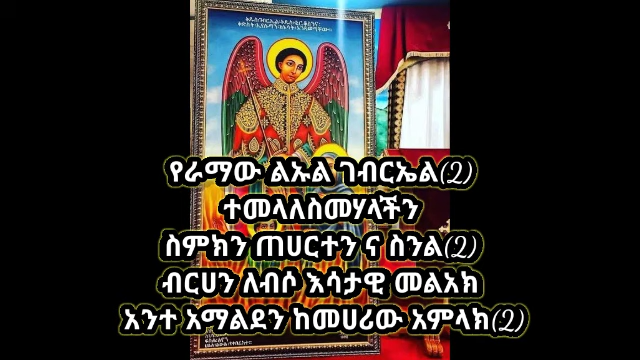 የራማው ልኡል ገብርኤል(2)
ተመላለስመሃላችን
ስምክን ጠሀርተን ና ስንል(2)
ብርሀን ለብሶ እሳታዊ መልአክ
አንተ አማልደን ከመሀሪው አምላክ(2)